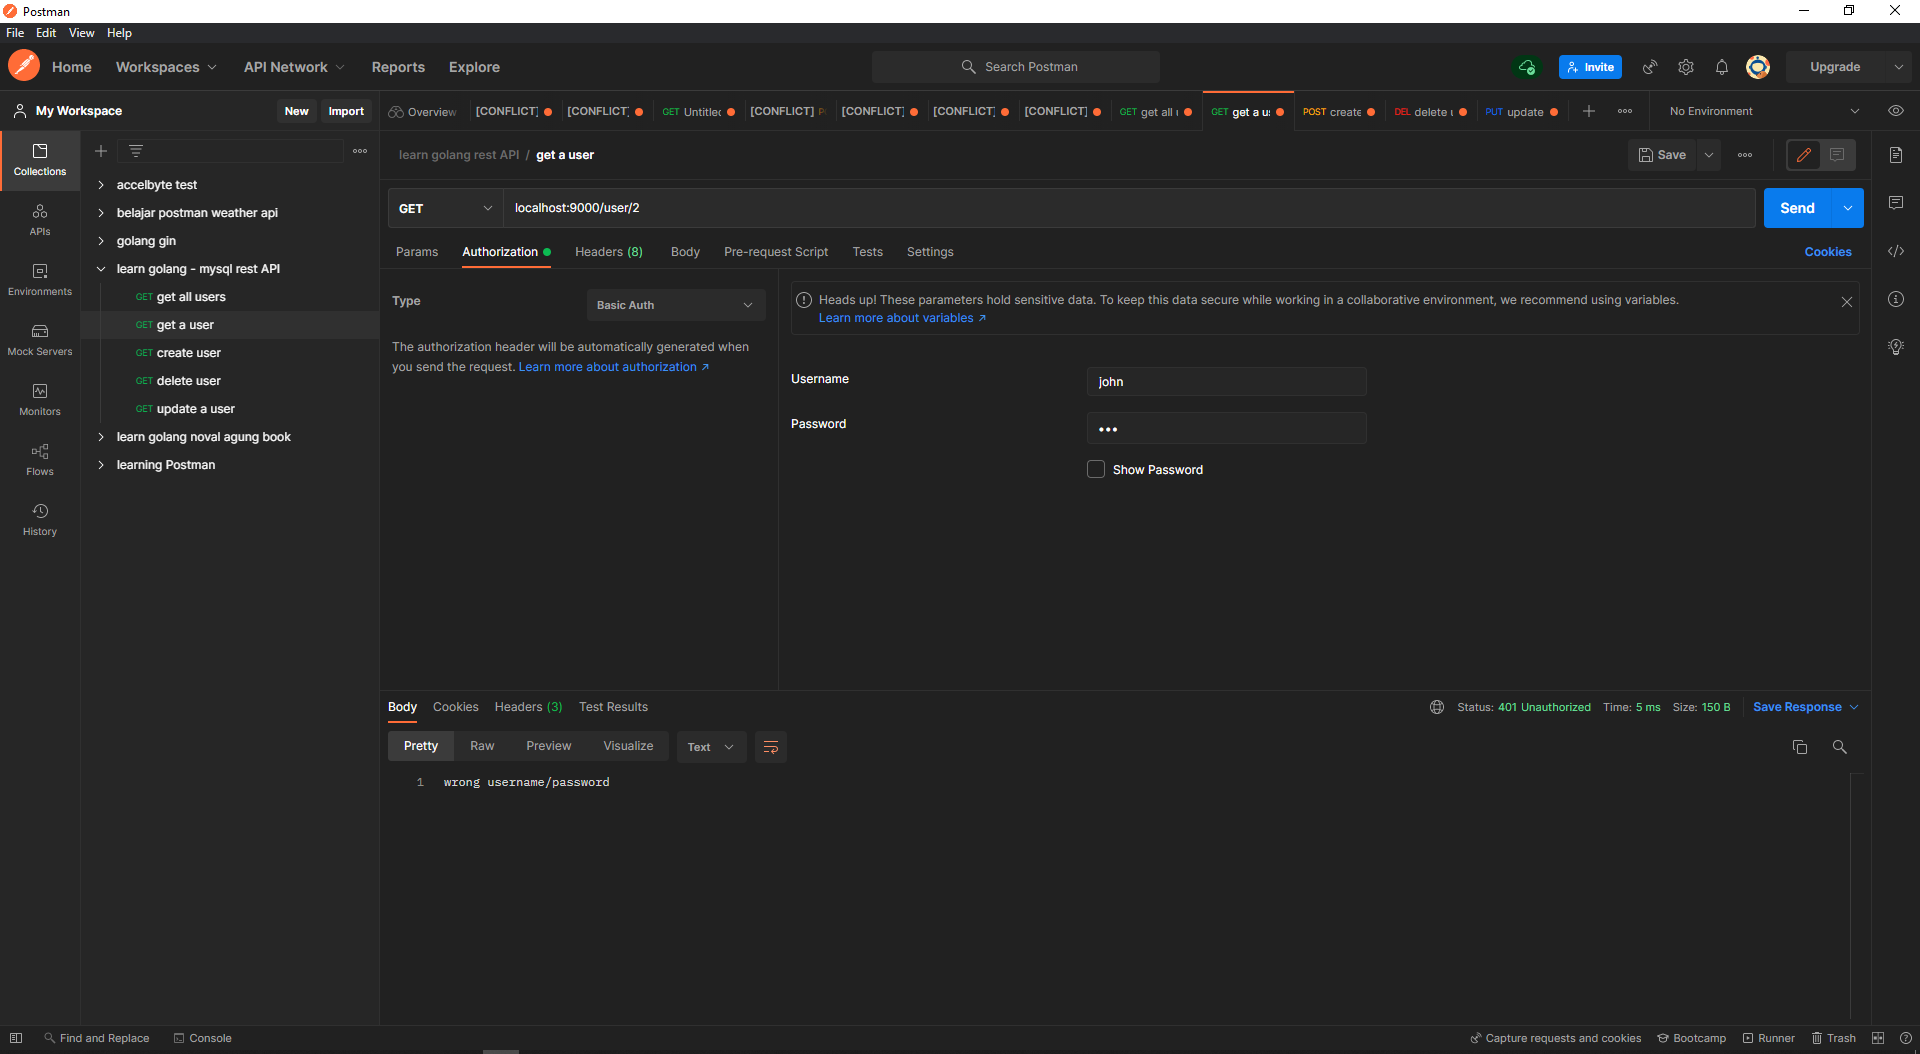 Postman
File Edit View Help
Home Workspaces API Network Reports Explore
Search Postman
Invite
Upgrade
My Workspace
New Import
Overview [CONFLICT] [CONFLICT] GET Untitlec [CONFLICT] P [CONFLICT] [CONFLICT] [CONFLICT] GET get all GET get a us POST create DEL delete PUT update
No Environment
Collections
APIs
Environments
Mock Servers
Monitors
Flows
History
accelbyte test
belajar postman weather api
golang gin
learn golang - mysql rest API
GET get all users
GET get a user
GET create user
GET delete user
GET update a user
learn golang noval agung book
learning Postman
learn golang rest API / get a user
Save
GET localhost:9000/user/2
Send
Params Authorization Headers (8) Body Pre-request Script Tests Settings
Cookies
Type
Basic Auth
The authorization header will be automatically generated when
you send the request. Learn more about authorization ↗
Heads up! These parameters hold sensitive data. To keep this data secure while working in a collaborative environment, we recommend using variables.
Learn more about variables ↗
Username
john
Password
•••
Show Password
Body Cookies Headers (3) Test Results
Status: 401 Unauthorized Time: 5 ms Size: 150 B Save Response
Pretty Raw Preview Visualize Text
1 wrong username/password
Find and Replace Console
Capture requests and cookies Bootcamp Runner Trash